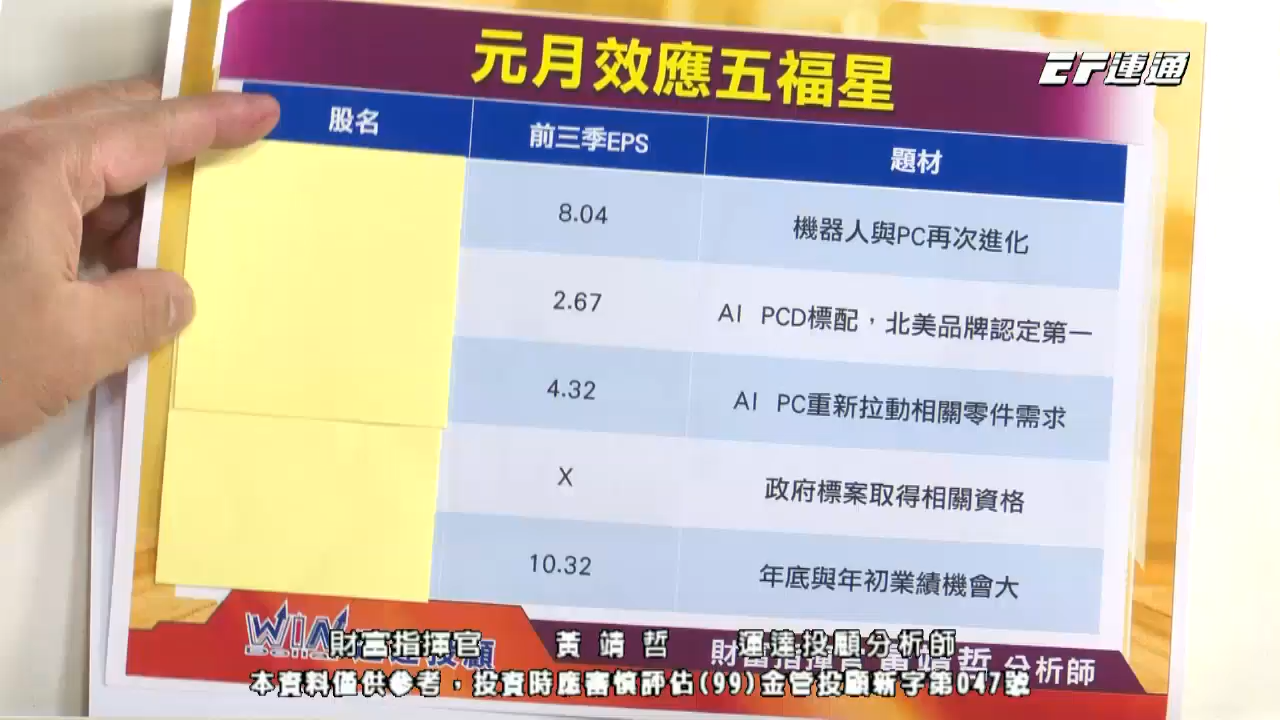 元月效應五福星
EF運通
股名 前三季EPS 題材
8.04 機器人與PC再次進化
2.67 AI PCD標配，北美品牌認定第一
4.32 AI PC重新拉動相關零件需求
X 政府標案取得相關資格
10.32 年底與年初業績機會大
WIN
財富指揮官 黃靖哲 分析師
財富指揮官 黃靖哲 運達投顧分析師
本資料僅供參考，投資時應審慎評估(99)金管投顧新字第047號